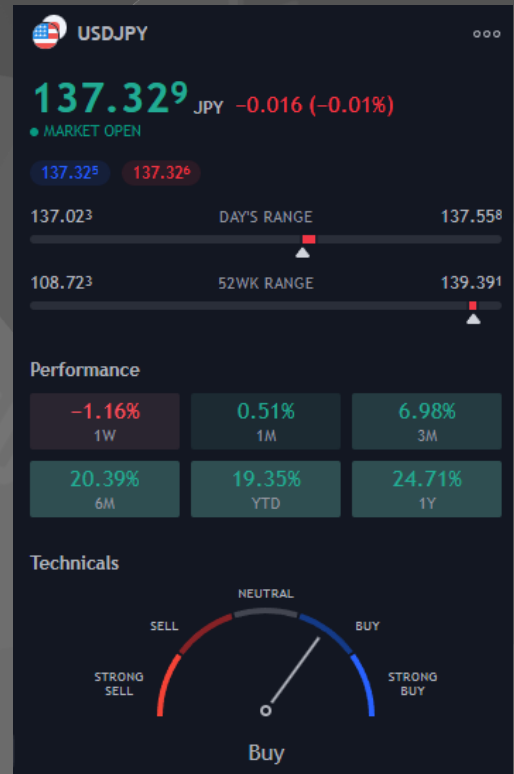 USDJPY
137.329 JPY −0.016 (−0.01%)
MARKET OPEN
137.325 137.326
137.023 DAY'S RANGE 137.558
108.723 52WK RANGE 139.391
Performance
−1.16% 0.51% 6.98%
1W 1M 3M
20.39% 19.35% 24.71%
6M YTD 1Y
Technicals
NEUTRAL
SELL BUY
STRONG SELL STRONG BUY
Buy